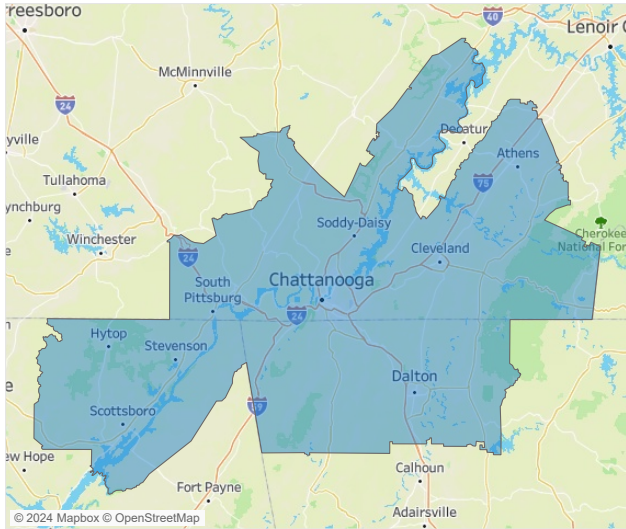 reesboro
40
Lenoir C
McMinnville
24
yville
Decatur
Athens
75
Tullahoma
ynchburg
Soddy-Daisy
Cherokee
National For
Winchester
Cleveland
e
24
South
Pittsburg
Chattanooga
24
n
Hytop
Stevenson
e
Dalton
59
Scottsboro
ew Hope
Calhoun
Fort Payne
Adairsville
© 2024 Mapbox © OpenStreetMap